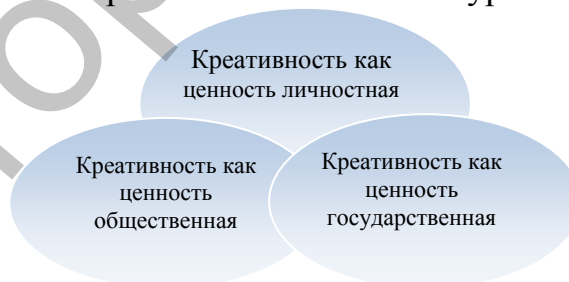 Креативность как
ценность личностная
Креативность как
ценность
общественная
Креативность как
ценность
государственная